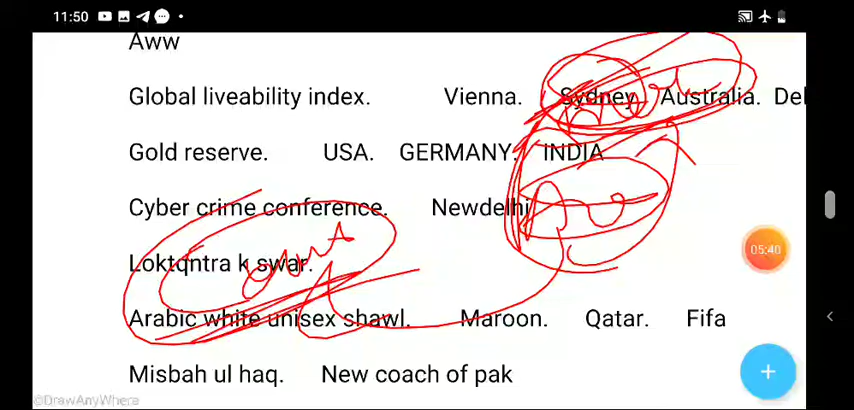 11:50
Aww
Global liveability index. Vienna. Sydney Australia. Del
Gold reserve. USA. GERMANY. INDIA
Cyber crime conference. Newdelhi
Loktqntra k swar.
05:40
Arabic white unisex shawl. Maroon. Qatar. Fifa
Misbah ul haq. New coach of pak
@DrawAnyWhere